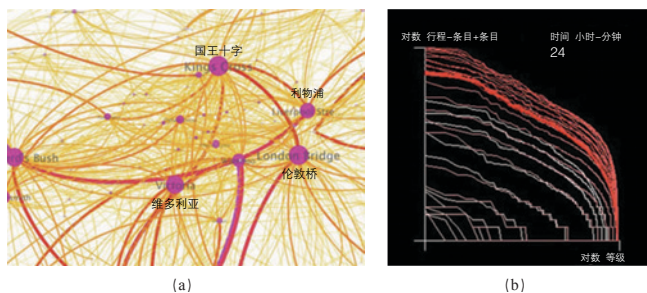 国王十字
Kings Cross
利物浦
Liverpool Stre
rd's Bush
London Bridge
伦敦桥
Victoria
维多利亚
对数 行程-条目+条目
时间 小时-分钟
24
对数 等级
(a)
(b)